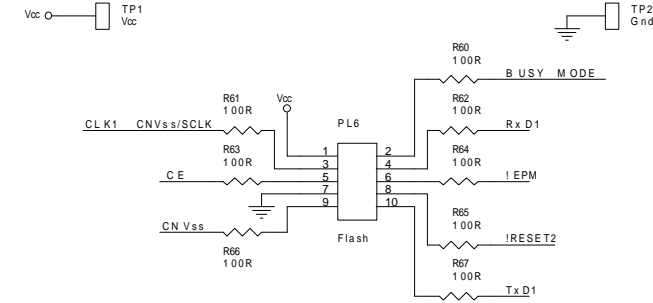 Vcc
TP1
Vcc
TP2
Gnd
R60
100R
BUSY MODE
R61
100R
Vcc
R62
100R
CLK1 CNVss/SCLK
PL6
RxD1
R63
100R
1
2
R64
100R
3
4
CE
5
6
!EPM
7
8
9
10
R65
100R
CNVss
Flash
!RESET2
R66
100R
R67
100R
TxD1